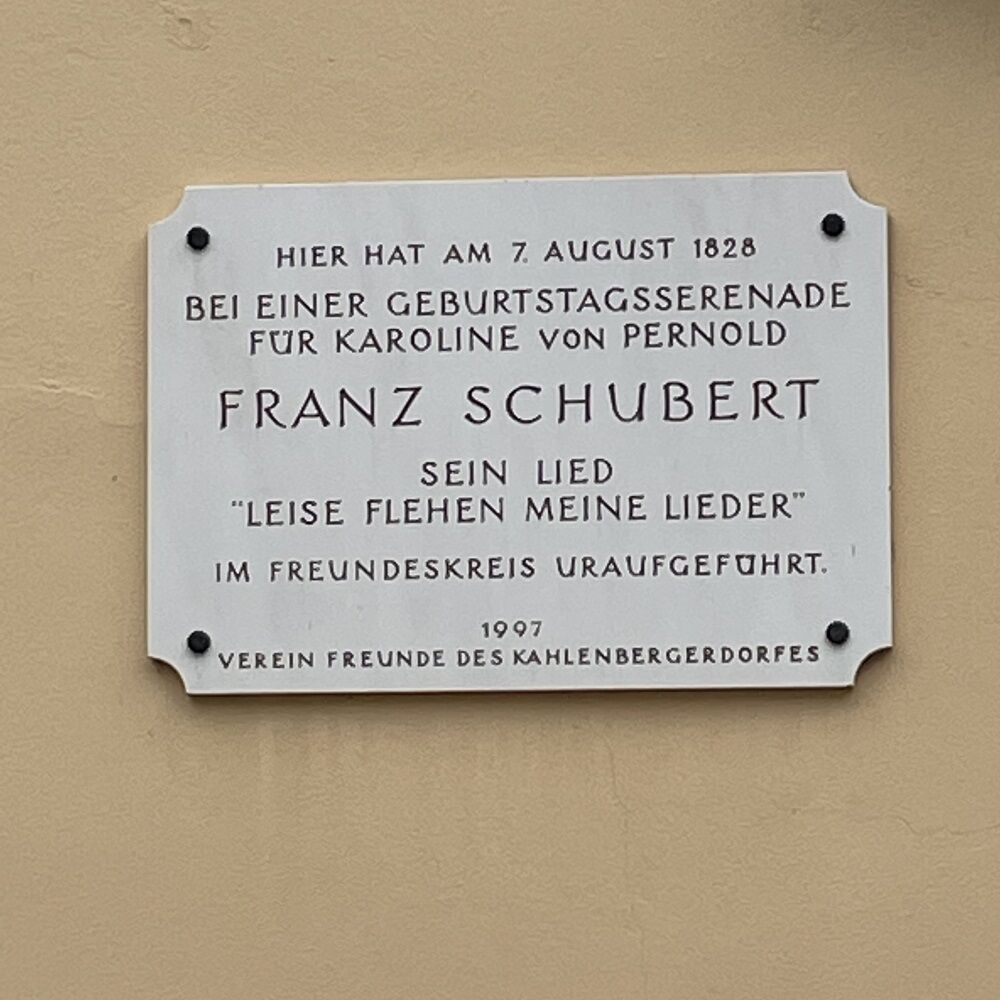 HIER HAT AM 7. AUGUST 1828
BEI EINER GEBURTSTAGSSERENADE
FÜR KAROLINE VON PERNOLD
FRANZ SCHUBERT
SEIN LIED
"LEISE FLEHEN MEINE LIEDER"
IM FREUNDESKREIS URAUFGEFÜHRT.
1997
VEREIN FREUNDE DES KAHLENBERGERDORFES